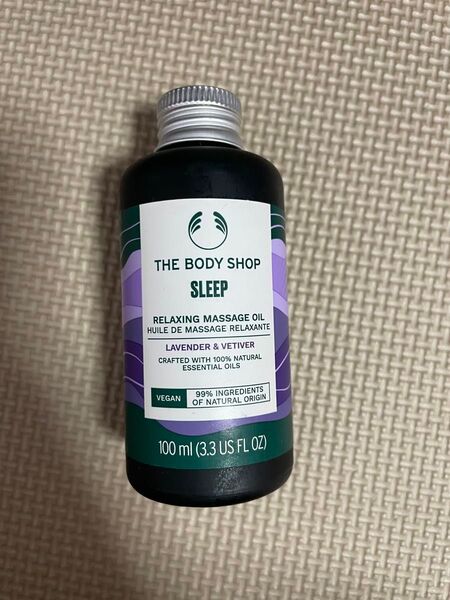 THE BODY SHOP
SLEEP
RELAXING MASSAGE OIL
HUILE DE MASSAGE RELAXANTE
LAVENDER & VETIVER
CRAFTED WITH 100% NATURAL
ESSENTIAL OILS
VEGAN
99% INGREDIENTS
OF NATURAL ORIGIN
100 ml (3.3 US FL OZ)